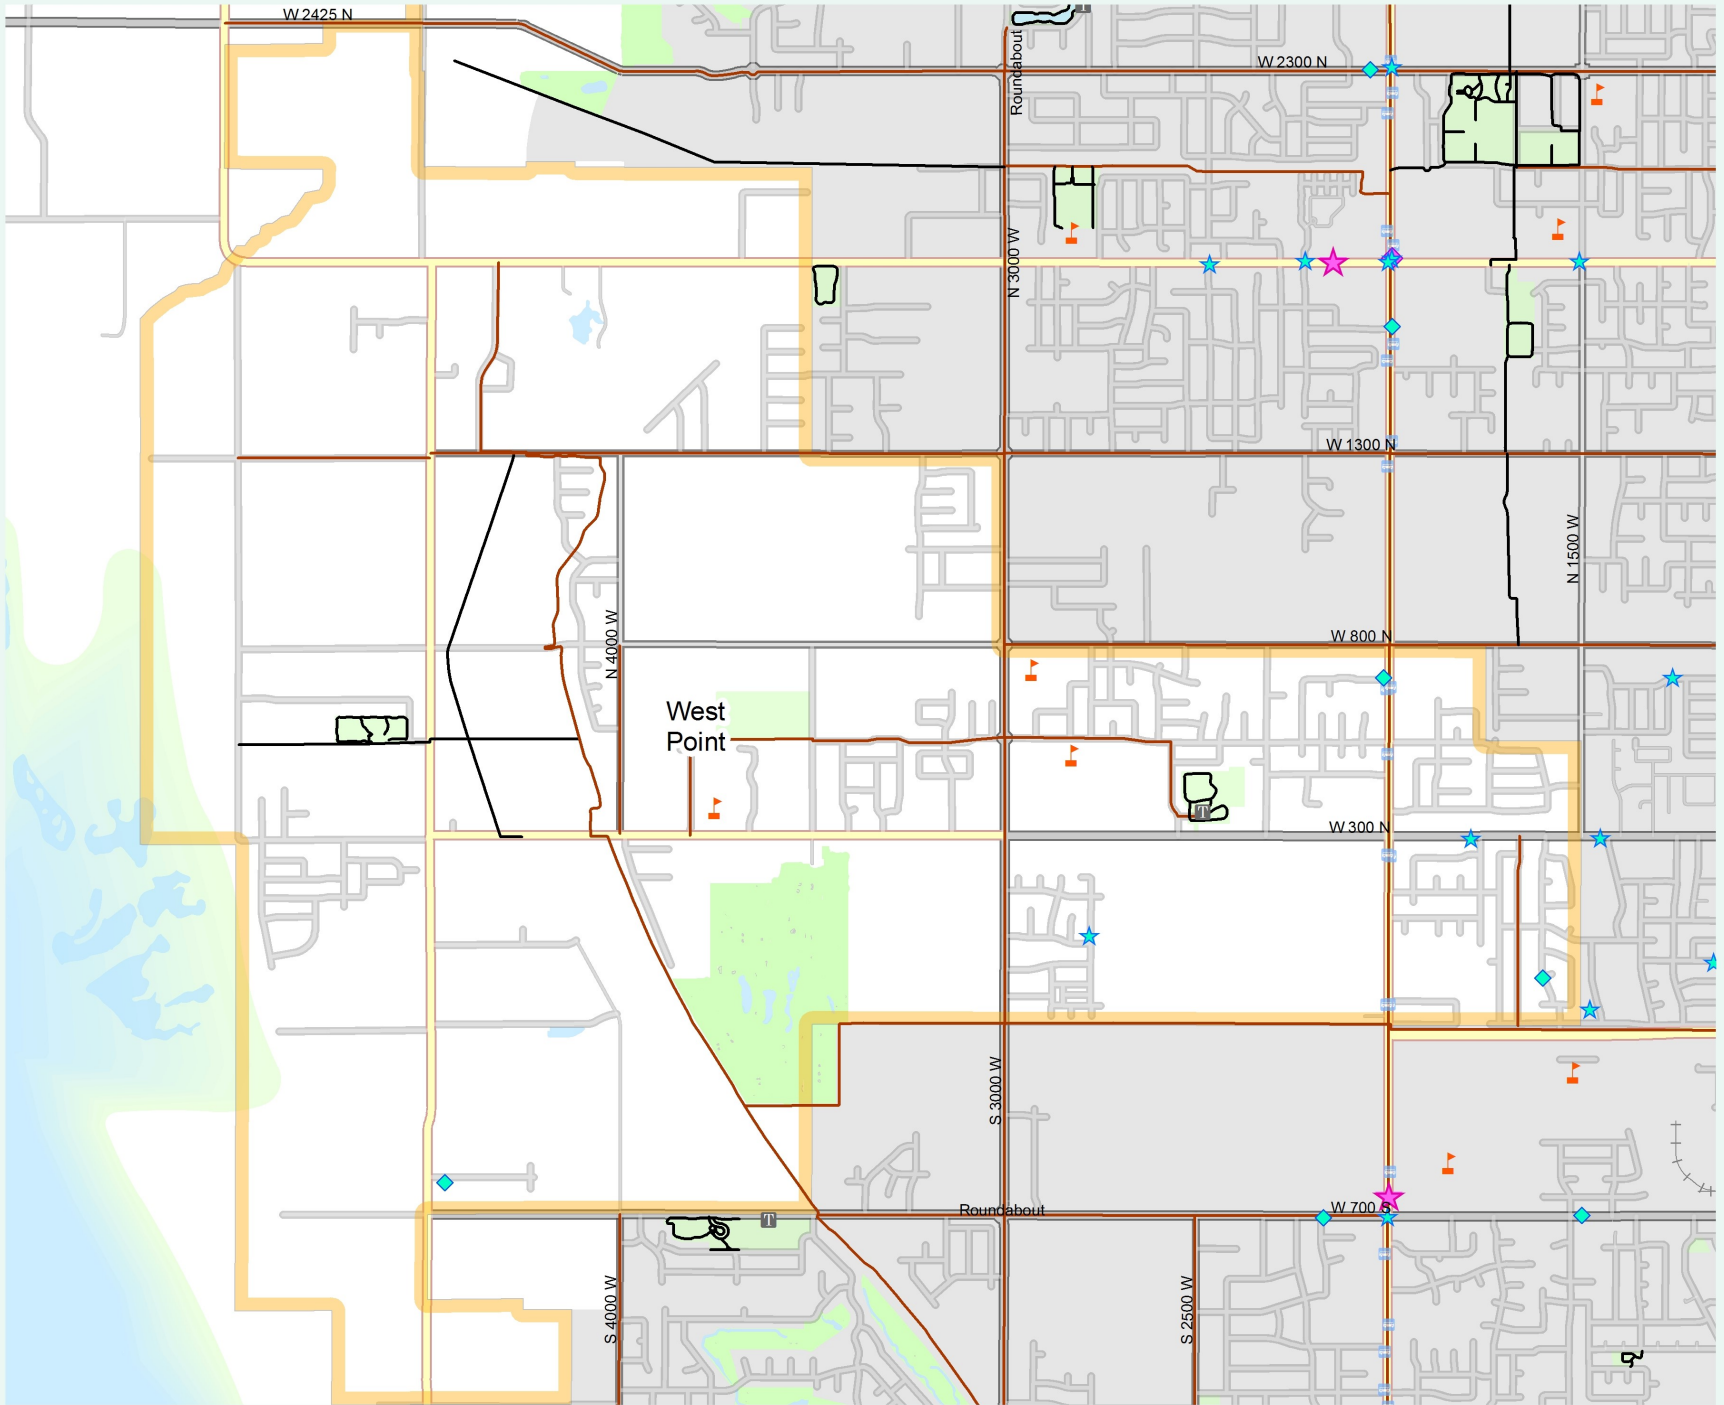 W 2425 N
T
Roundabout
W 2300 N
N 3000 W
W 1300 N
N 1500 W
N 4000 W
W 800 N
West
Point
T
W 300 N
S 3000 W
Roundabout
W 700 S
T
S 4000 W
S 2500 W